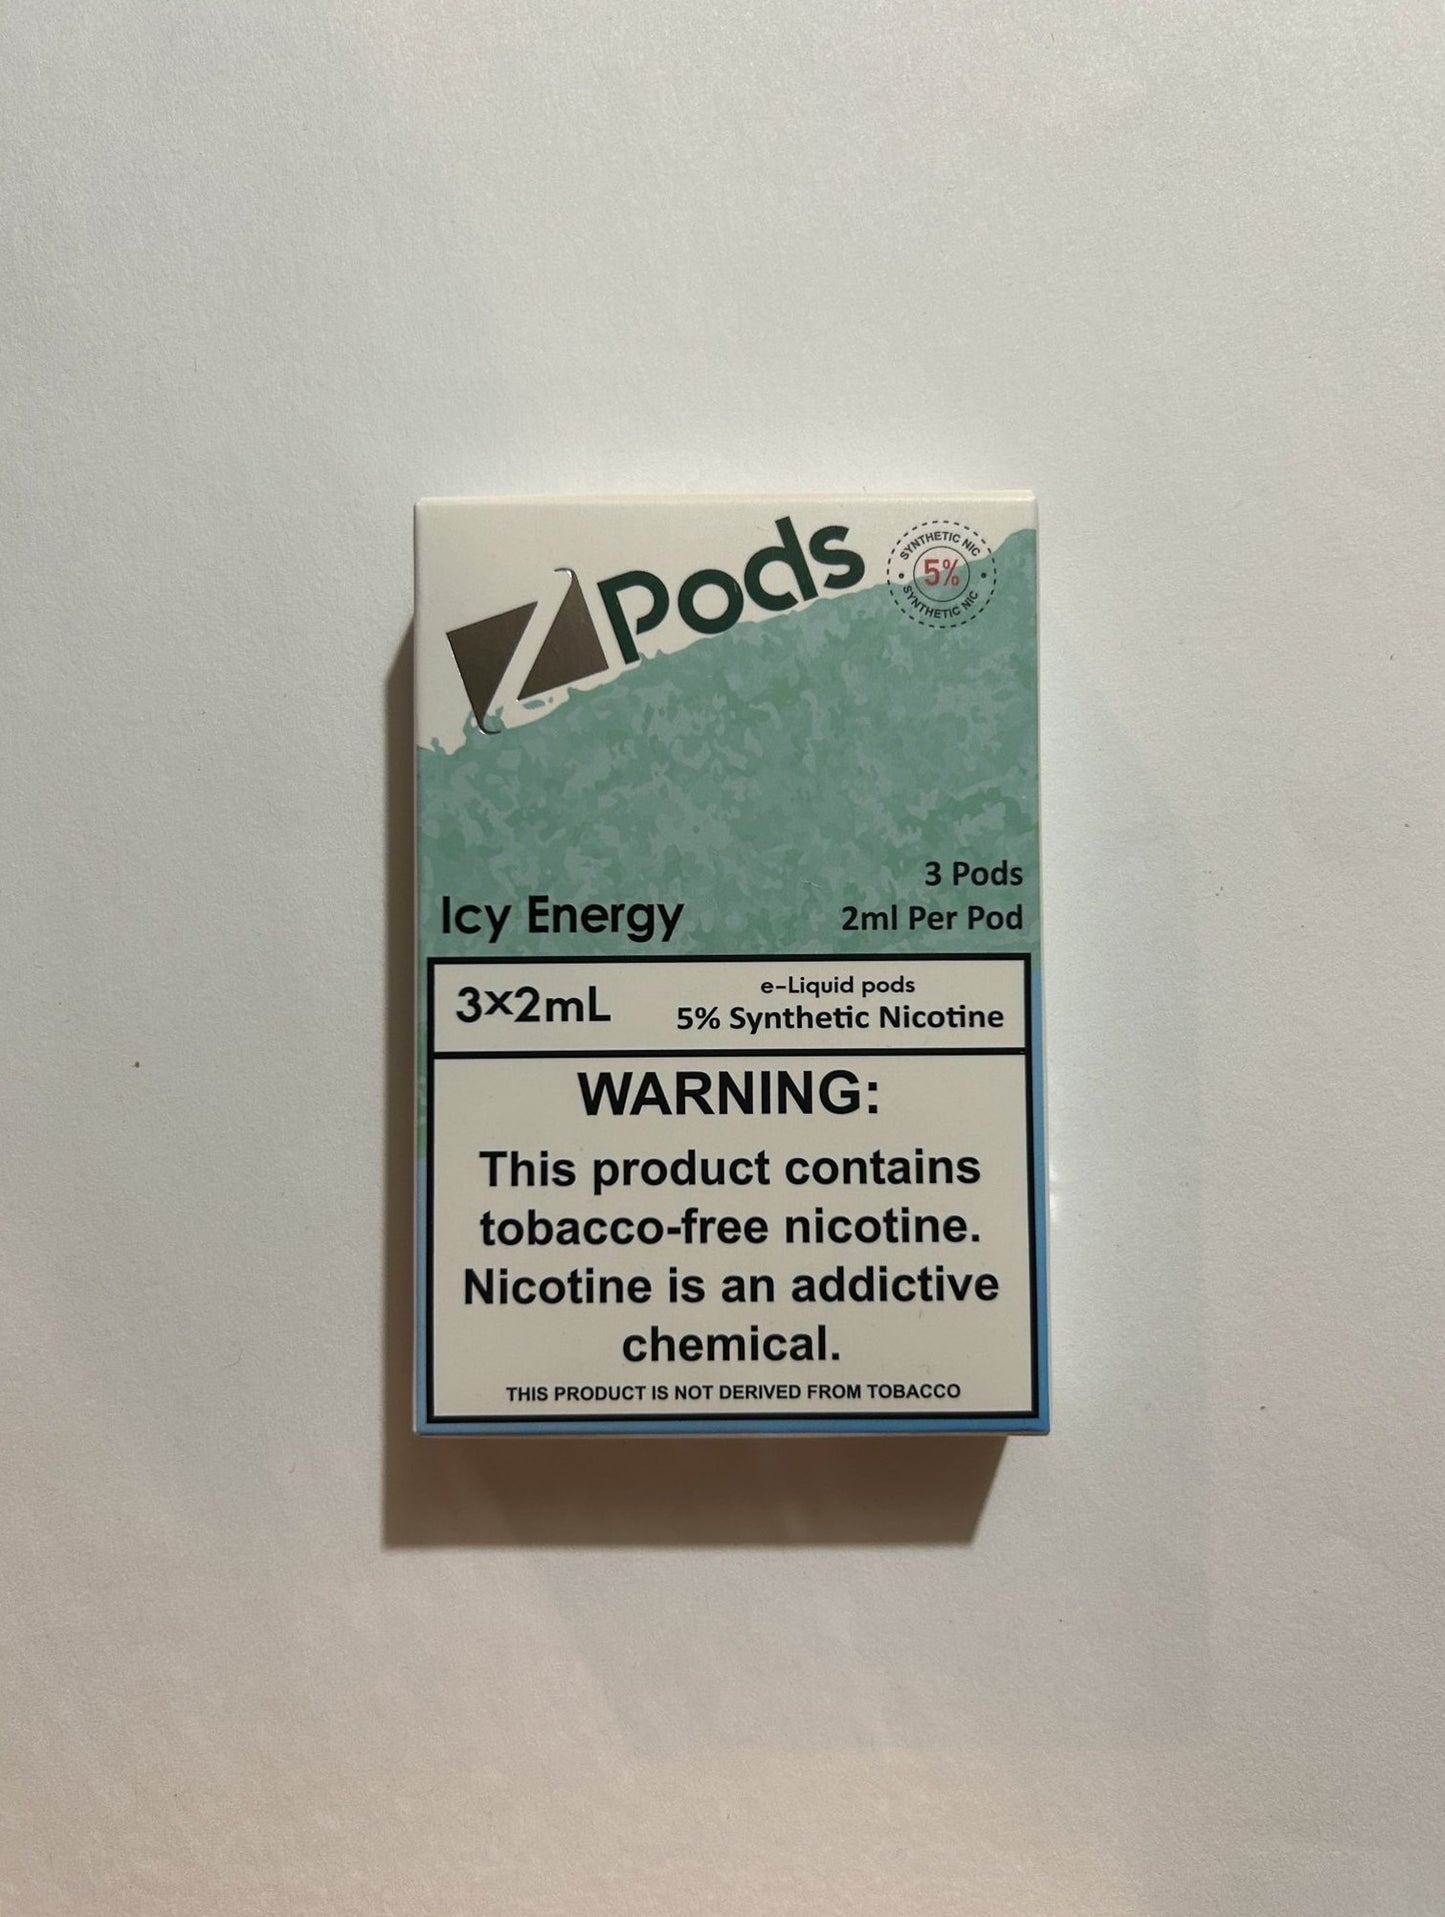 Z Pods
SYNTHETIC NIC
5%
SYNTHETIC NIC
3 Pods
Icy Energy
2ml Per Pod
3×2mL
e-Liquid pods
5% Synthetic Nicotine
WARNING:
This product contains
tobacco-free nicotine.
Nicotine is an addictive
chemical.
THIS PRODUCT IS NOT DERIVED FROM TOBACCO